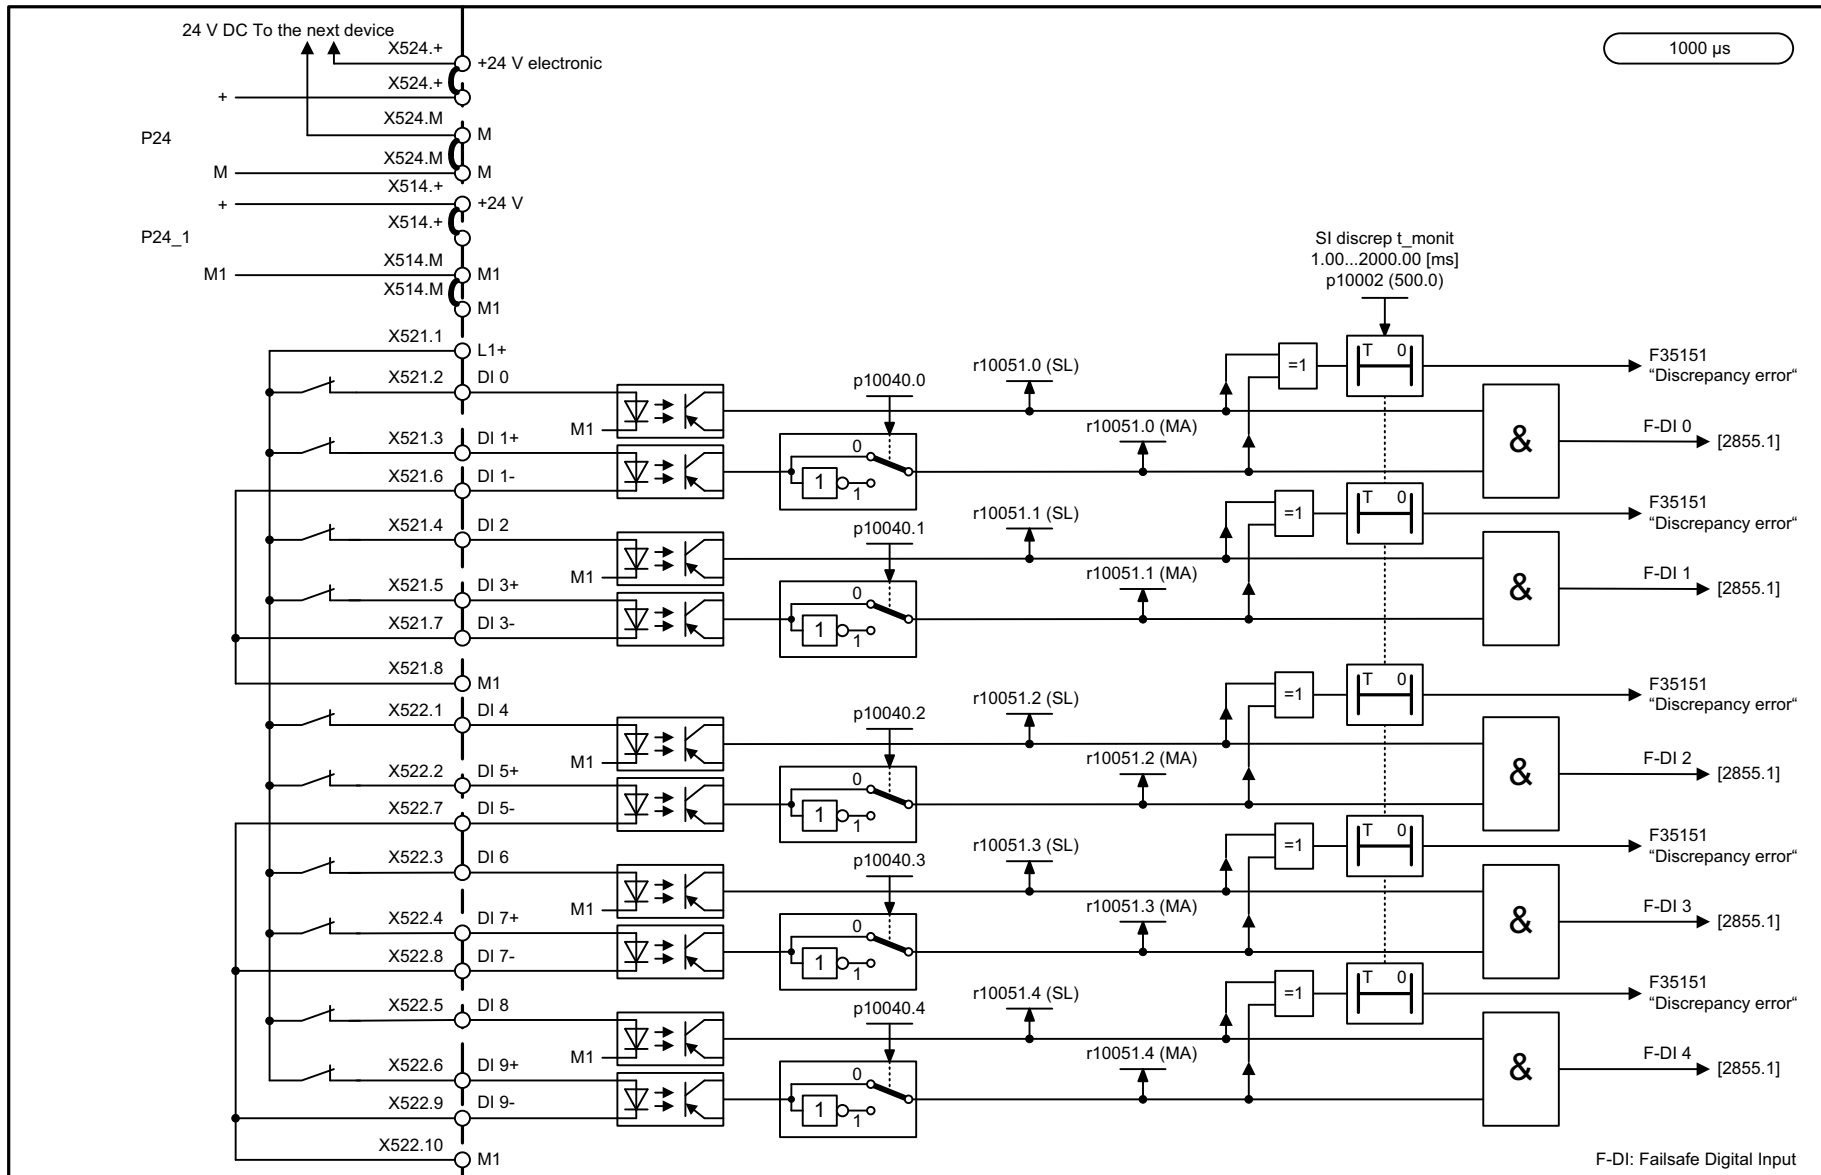 24 V DC To the next device
X524.+
+24 V electronic
1000 µs
X524.+
+
X524.M
M
P24
X524.M
M
M
X514.+
+
+24 V
X514.+
P24_1
X514.M
M1
M1
X514.M
M1
SI discrep t_monit
1.00...2000.00 [ms]
p10002 (500.0)
X521.1
L1+
X521.2
DI 0
M1
p10040.0
r10051.0 (SL)
=1
T 0
F35151
“Discrepancy error“
X521.3
DI 1+
0
1
1
r10051.0 (MA)
&
F-DI 0
[2855.1]
X521.6
DI 1-
X521.4
DI 2
M1
p10040.1
r10051.1 (SL)
=1
T 0
F35151
“Discrepancy error“
X521.5
DI 3+
0
1
1
r10051.1 (MA)
&
F-DI 1
[2855.1]
X521.7
DI 3-
X521.8
M1
X522.1
DI 4
M1
p10040.2
r10051.2 (SL)
=1
T 0
F35151
“Discrepancy error“
X522.2
DI 5+
0
1
1
r10051.2 (MA)
&
F-DI 2
[2855.1]
X522.7
DI 5-
X522.3
DI 6
M1
p10040.3
r10051.3 (SL)
=1
T 0
F35151
“Discrepancy error“
X522.4
DI 7+
0
1
1
r10051.3 (MA)
&
F-DI 3
[2855.1]
X522.8
DI 7-
X522.5
DI 8
M1
p10040.4
r10051.4 (SL)
=1
T 0
F35151
“Discrepancy error“
X522.6
DI 9+
0
1
1
r10051.4 (MA)
&
F-DI 4
[2855.1]
X522.9
DI 9-
X522.10
M1
F-DI: Failsafe Digital Input